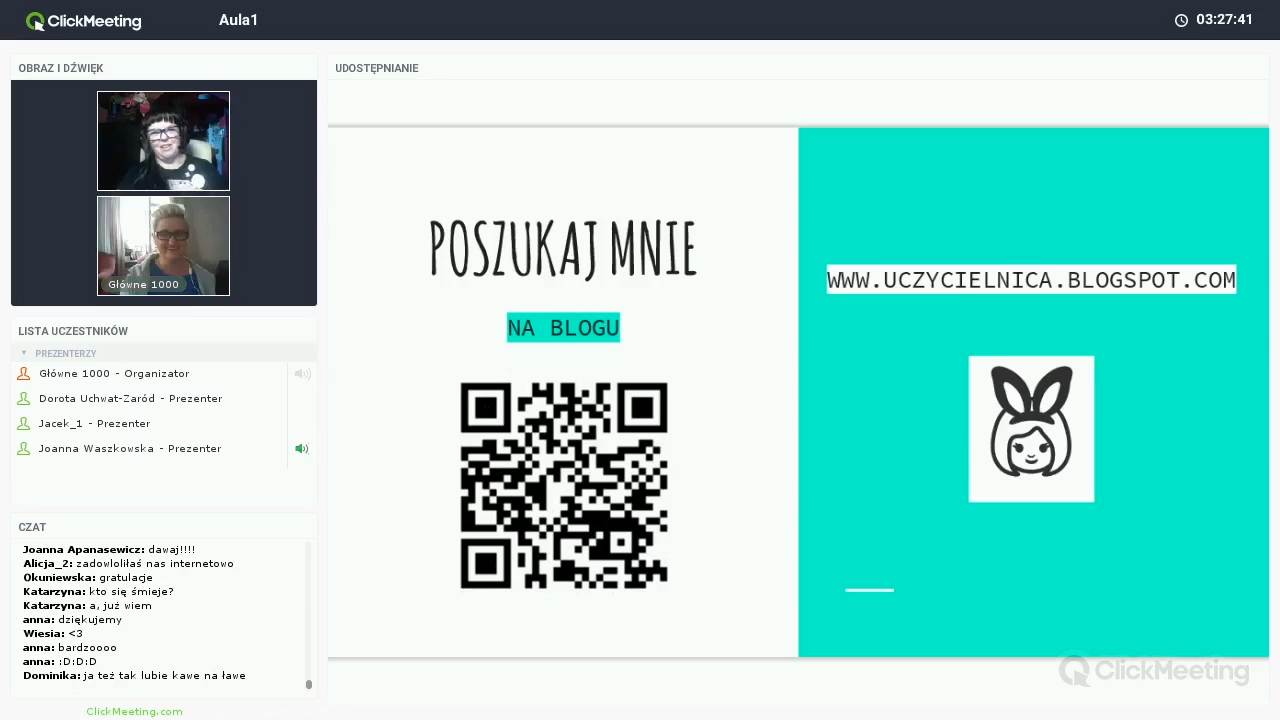 ClickMeeting
Aula1
03:27:41
OBRAZ I DŹWIĘK
Główne 1000
LISTA UCZESTNIKÓW
PREZENTERZY
Główne 1000 - Organizator
Dorota Uchwat-Zaród - Prezenter
Jacek_1 - Prezenter
Joanna Waszkowska - Prezenter
CZAT
Joanna Apanasewicz: dawaj!!!!
Alicja_2: zadowloliłaś nas internetowo
Okuniewska: gratulacje
Katarzyna: kto się śmieje?
Katarzyna: a, już wiem
anna: dziękujemy
Wiesia: <3
anna: bardzoooo
anna: :D:D:D
Dominika: ja też tak lubie kawe na ławe
ClickMeeting.com
UDOSTĘPNIANIE
POSZUKAJ MNIE
NA BLOGU
WWW.UCZYCIELNICA.BLOGSPOT.COM
ClickMeeting